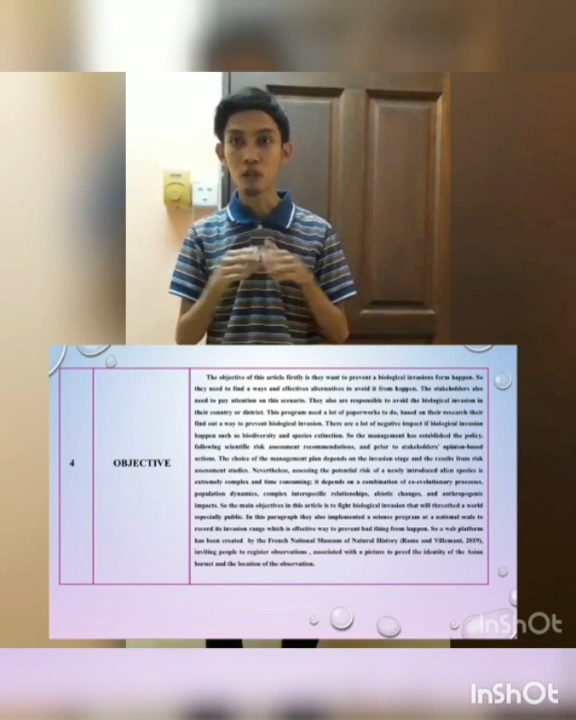 The objective of this article firstly is they want to prevent a biological invasions form happen. So
they need to find a ways and effectives alternatives to avoid it from happen. The stakeholders also
need to pay attention on this scenario. They also are responsible to avoid the biological invasion in
their country or district. This program need a lot of paperworks to do, based on their research their
find out a way to prevent biological invasion. There are a lot of negative impact if biological invasion
happen such as biodiversity and species extinction. So the management has established the policy,
following scientific risk assessment recommendations, and prior to stakeholders' opinion-based
actions. The choice of the management plan depends on the invasion stage and the results from risk
assessment studies. Nevertheless, assessing the potential risk of a newly introduced alien species is
4
OBJECTIVE
extremely complex and time consuming; it depends on a combination of co-evolutionary processes,
population dynamics, complex interspecific relationships, abiotic changes, and anthropogenic
impacts. So the main objectives in this article is to fight biological invasion that will threathed a world
especially public. In this paragraph they also implemented a science program at a national scale to
record its invasion range which is effective way to prevent bad thing from happen. So a web platform
has been created by the French National Museum of Natural History (Rome and Villemant, 2019),
inviting people to register observations , associated with a picture to proof the identity of the Asian
hornet and the location of the observation.
InShOt
InShOt